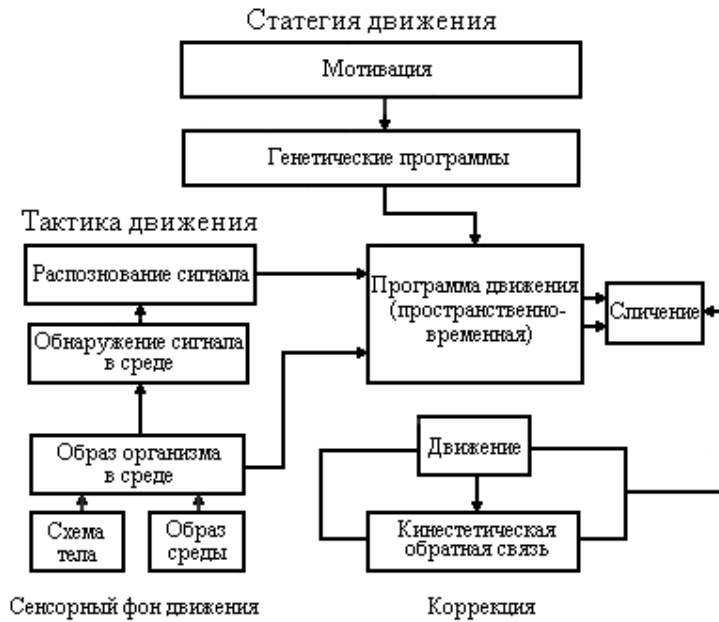 Статегия движения
Мотивация
Генетические программы
Тактика движения
Распознование сигнала
Обнаружение сигнала
в среде
Образ организма
в среде
Схема
тела
Образ
среды
Сенсорный фон движения
Программа движения
(пространственно-
временная)
Сличение
Движение
Кинестетическая
обратная связь
Коррекция